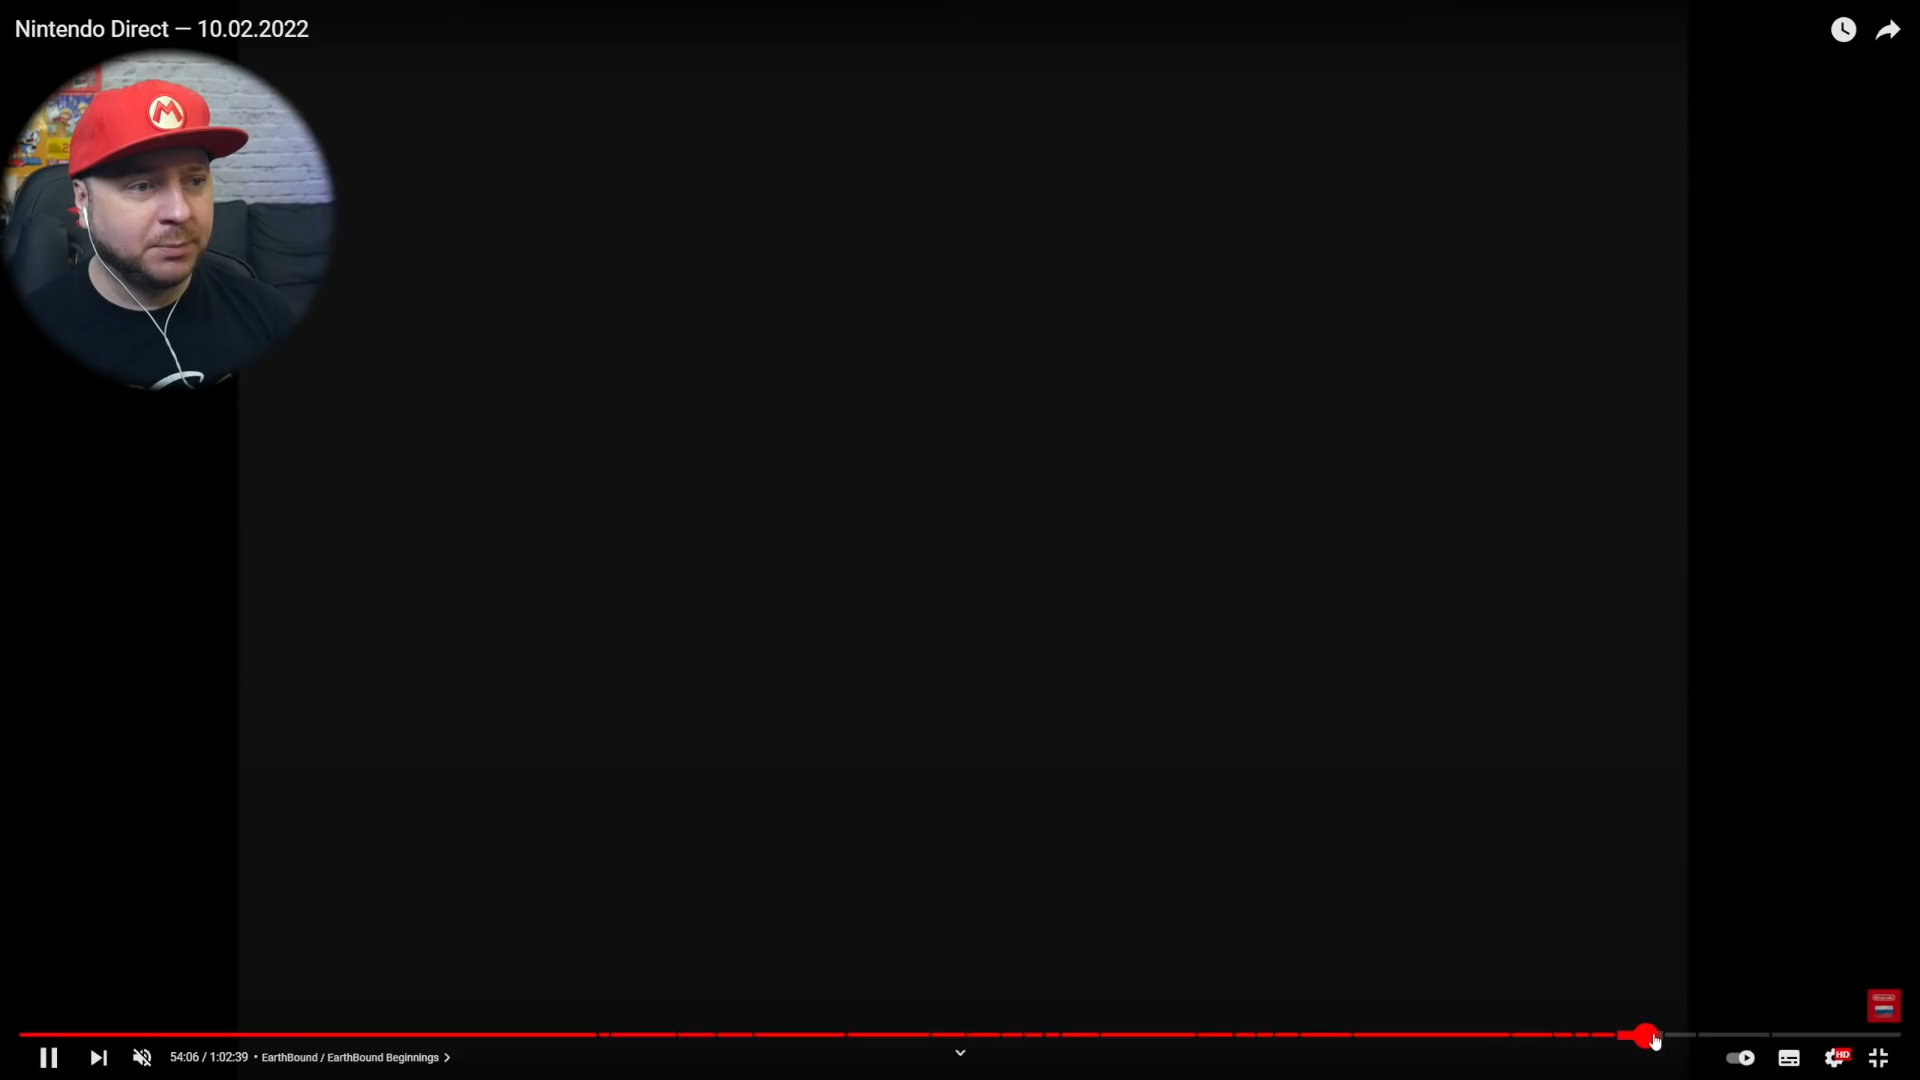 Nintendo Direct — 10.02.2022
M
54:06 / 1:02:39 • EarthBound / EarthBound Beginnings
HD